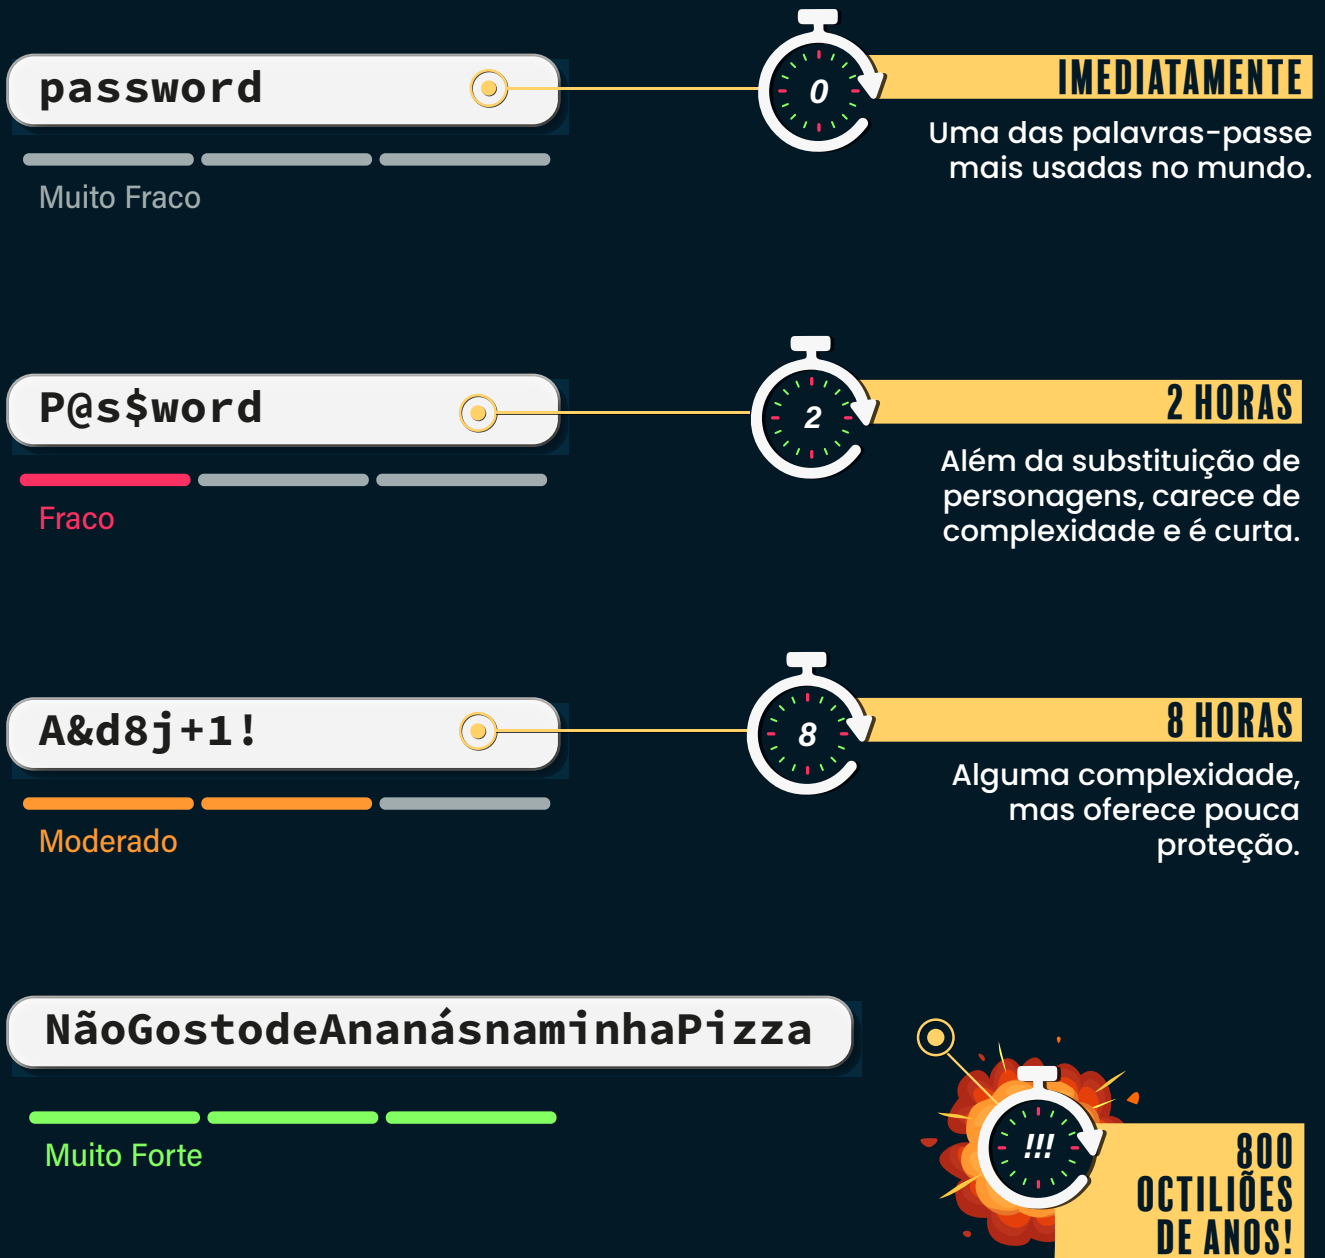 password
0
IMEDIATAMENTE
Uma das palavras-passe
mais usadas no mundo.
Muito Fraco
P@s$word
2
2 HORAS
Além da substituição de
personagens, carece de
complexidade e é curta.
Fraco
A&d8j+1!
8
8 HORAS
Alguma complexidade,
mas oferece pouca
proteção.
Moderado
NãoGostodeAnanásnaminhaPizza
Muito Forte
!!!
800
OCTILIÕES
DE ANOS!